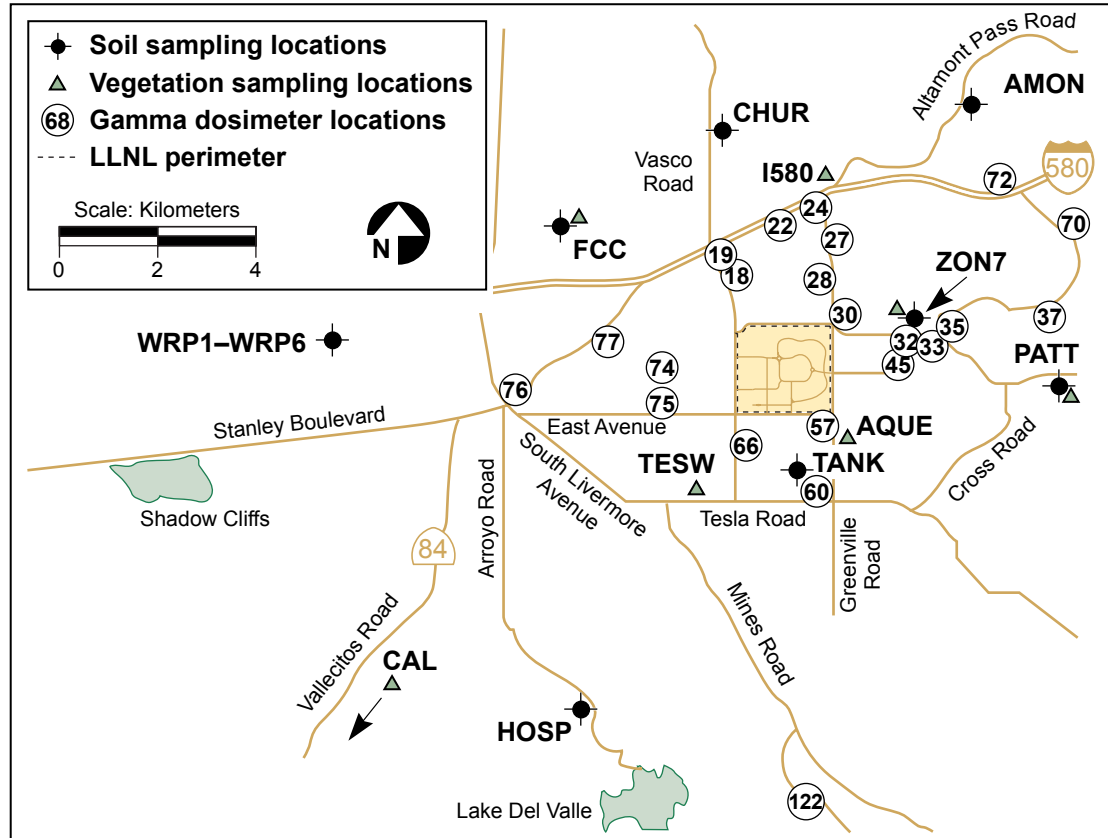 Soil sampling locations
Vegetation sampling locations
68 Gamma dosimeter locations
LLNL perimeter
Scale: Kilometers
0 2 4
N
Altamont Pass Road
AMON
CHUR
Vasco
Road
I580
580
72
24
22
70
FCC
27
19
18
ZON7
28
30
35
37
WRP1–WRP6
77
32
33
45
PATT
74
76
75
Stanley Boulevard
East Avenue
57
AQUE
66
South Livermore
Avenue
TESW
TANK
60
Cross Road
Shadow Cliffs
Tesla Road
84
Arroyo Road
Greenville
Road
Mines Road
Vallecitos Road
CAL
HOSP
Lake Del Valle
122